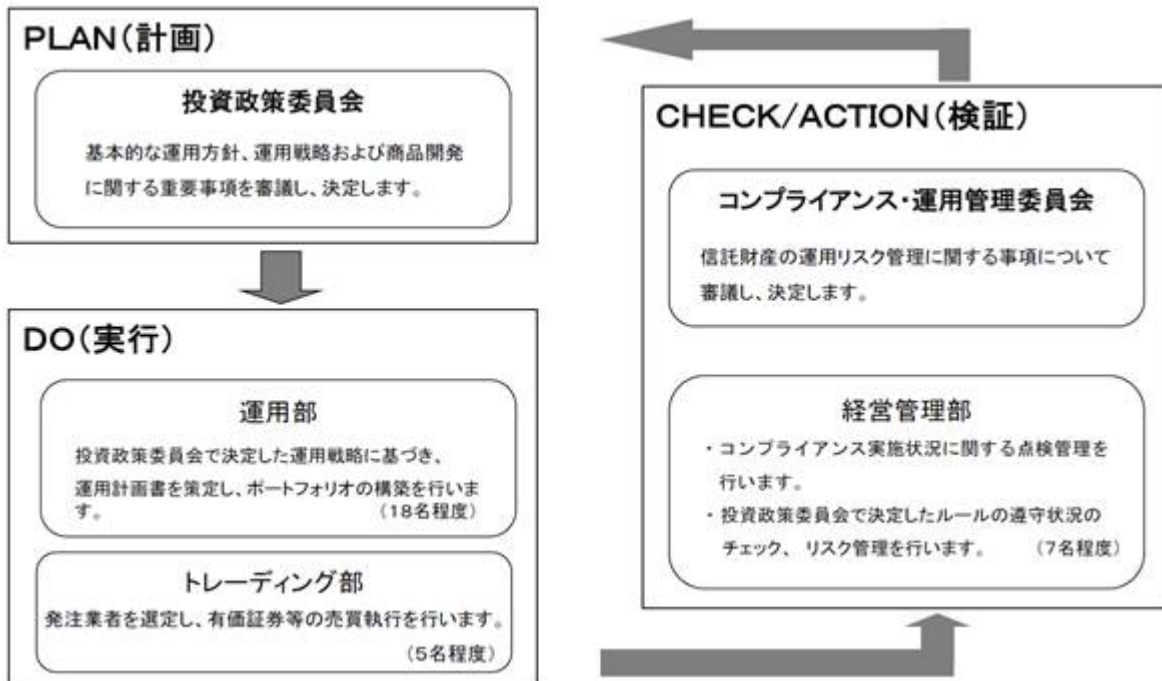 PLAN(計画)
投資政策委員会
基本的な運用方針、運用戦略および商品開発
に関する重要事項を審議し、決定します。
DO(実行)
運用部
投資政策委員会で決定した運用戦略に基づき、
運用計画書を策定し、ポートフォリオの構築を行いま
す。 (18名程度)
トレーディング部
発注業者を選定し、有価証券等の売買執行を行います。
(5名程度)
CHECK/ACTION(検証)
コンプライアンス・運用管理委員会
信託財産の運用リスク管理に関する事項について
審議し、決定します。
経営管理部
・コンプライアンス実施状況に関する点検管理を
行います。
・投資政策委員会で決定したルールの遵守状況の
チェック、 リスク管理を行います。 (7名程度)